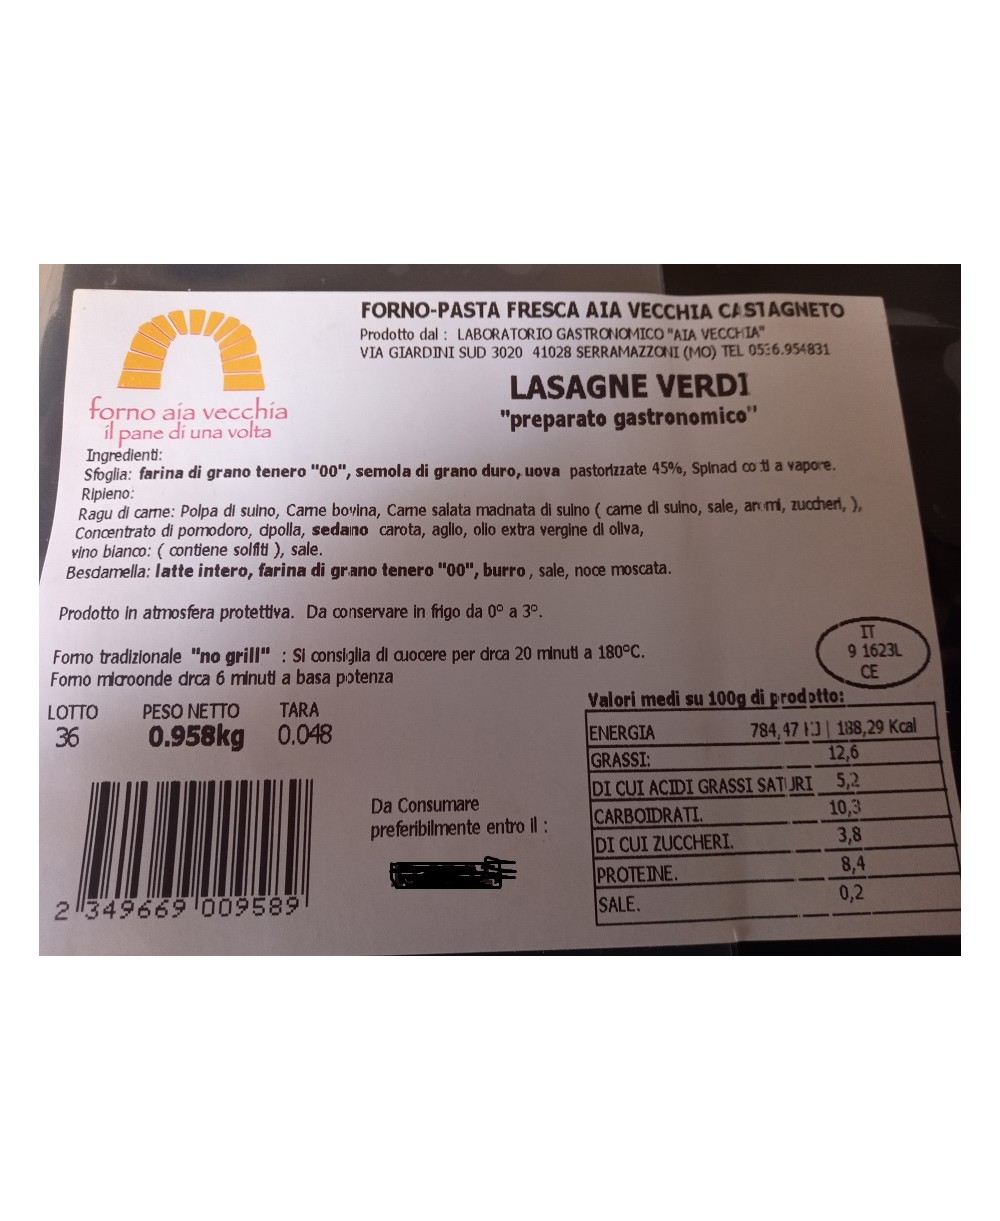 FORNO-PASTA FRESCA AIA VECCHIA CASTAGNETO
Prodotto dal : LABORATORIO GASTRONOMICO "AIA VECCHIA"
VIA GIARDINI SUD 3020 41028 SERRAMAZZONI (MO) TEL 0536.954831
LASAGNE VERDI
"preparato gastronomico"
forno aia vecchia
il pane di una volta
Ingredienti:
Sfoglia: farina di grano tenero "00", semola di grano duro, uova pastorizzate 45%, Spinaci cotti a vapore.
Ripieno:
Ragu di carne: Polpa di suino, Carne bovina, Carne salata macinata di suino ( carne di suino, sale, aromi, zuccheri, ),
Concentrato di pomodoro, cipolla, sedano carota, aglio, olio extra vergine di oliva,
vino bianco: ( contiene solfiti ), sale.
Besciamella: latte intero, farina di grano tenero "00", burro , sale, noce moscata.
Prodotto in atmosfera protettiva. Da conservare in frigo da 0° a 3°.
Forno tradizionale "no grill" : Si consiglia di cuocere per circa 20 minuti a 180°C.
Forno microonde circa 6 minuti a basa potenza
IT
9 1623L
CE
LOTTO PESO NETTO TARA
36 0.958kg 0.048
Da Consumare
preferibilmente entro il :
2 349669 009589
Valori medi su 100g di prodotto:
ENERGIA 784,47 KJ | 188,29 Kcal
GRASSI: 12,6
DI CUI ACIDI GRASSI SATURI 5,2
CARBOIDRATI. 10,3
DI CUI ZUCCHERI. 3,8
PROTEINE. 8,4
SALE. 0,2